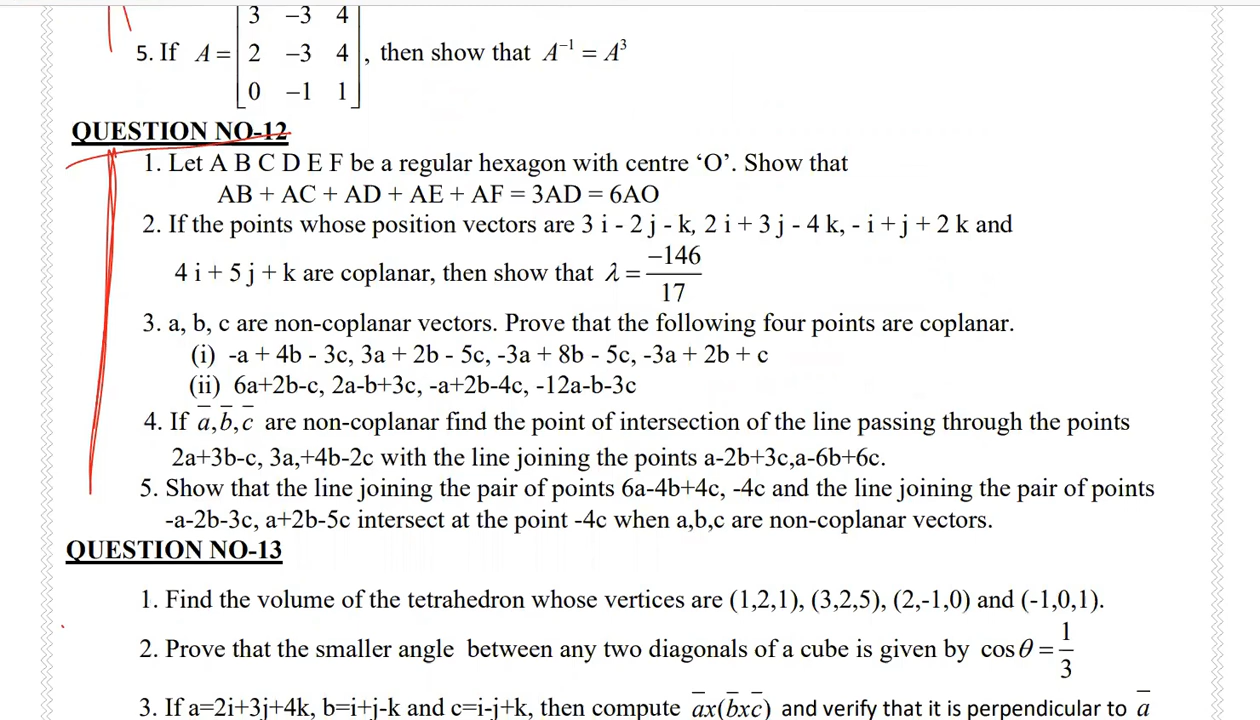 3 −3 4
5. If A = 2 −3 4 , then show that A⁻¹ = A³
0 −1 1
QUESTION NO-12
1. Let A B C D E F be a regular hexagon with centre ‘O’. Show that
AB + AC + AD + AE + AF = 3AD = 6AO
2. If the points whose position vectors are 3 i - 2 j - k, 2 i + 3 j - 4 k, - i + j + 2 k and
4 i + 5 j + k are coplanar, then show that λ = −146/17
3. a, b, c are non-coplanar vectors. Prove that the following four points are coplanar.
(i) -a + 4b - 3c, 3a + 2b - 5c, -3a + 8b - 5c, -3a + 2b + c
(ii) 6a+2b-c, 2a-b+3c, -a+2b-4c, -12a-b-3c
4. If a̅,b̅,c̅ are non-coplanar find the point of intersection of the line passing through the points
2a+3b-c, 3a,+4b-2c with the line joining the points a-2b+3c,a-6b+6c.
5. Show that the line joining the pair of points 6a-4b+4c, -4c and the line joining the pair of points
-a-2b-3c, a+2b-5c intersect at the point -4c when a,b,c are non-coplanar vectors.
QUESTION NO-13
1. Find the volume of the tetrahedron whose vertices are (1,2,1), (3,2,5), (2,-1,0) and (-1,0,1).
2. Prove that the smaller angle between any two diagonals of a cube is given by cos θ = 1/3
3. If a=2i+3j+4k, b=i+j-k and c=i-j+k, then compute a̅x(b̅xc̅) and verify that it is perpendicular to a̅